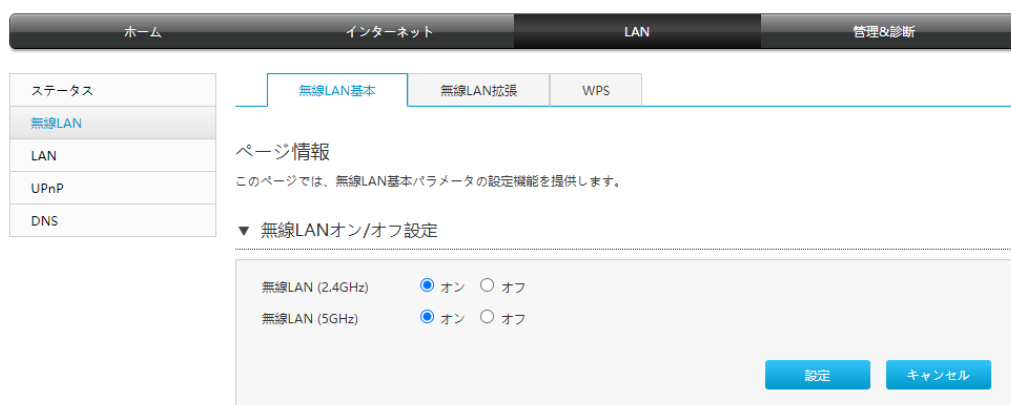 ホーム インターネット LAN 管理&診断
ステータス
無線LAN
LAN
UPnP
DNS
無線LAN基本 無線LAN拡張 WPS
ページ情報
このページでは、無線LAN基本パラメータの設定機能を提供します。
▼ 無線LANオン/オフ設定
無線LAN (2.4GHz) オン オフ
無線LAN (5GHz) オン オフ
設定 キャンセル